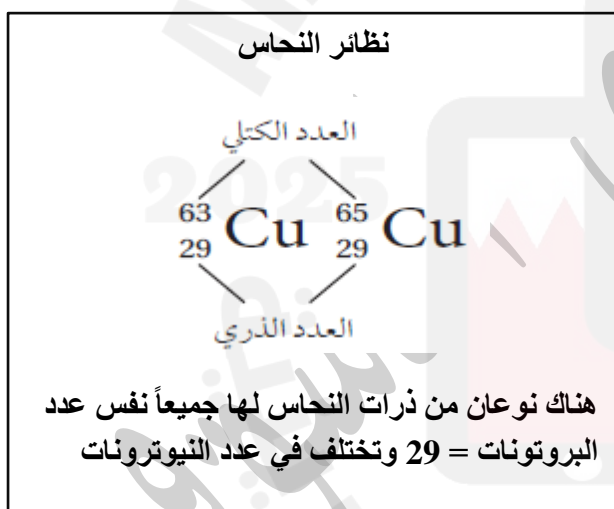 نظائر النحاس
العدد الكتلي
63 Cu 65 Cu
29 29
العدد الذري
هناك نوعان من ذرات النحاس لها جميعاً نفس عدد
البروتونات = 29 وتختلف في عدد النيوترونات
2025